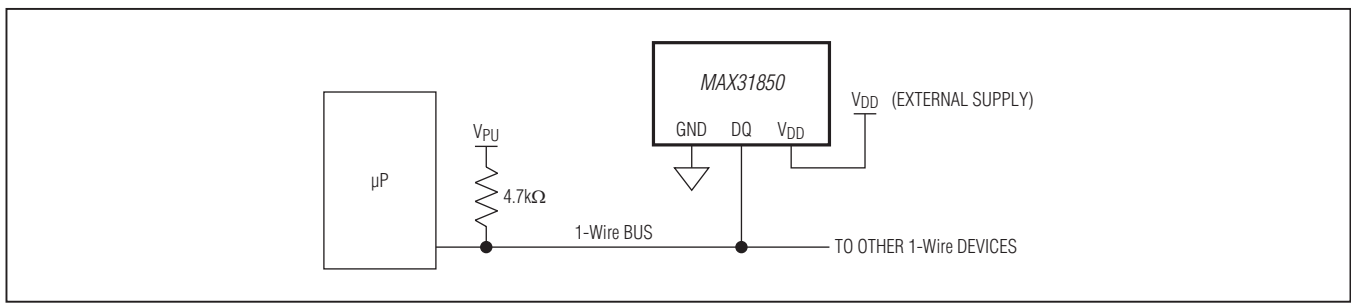 MAX31850
VDD (EXTERNAL SUPPLY)
GND DQ VDD
VPU
µP
4.7kΩ
1-Wire BUS
TO OTHER 1-Wire DEVICES